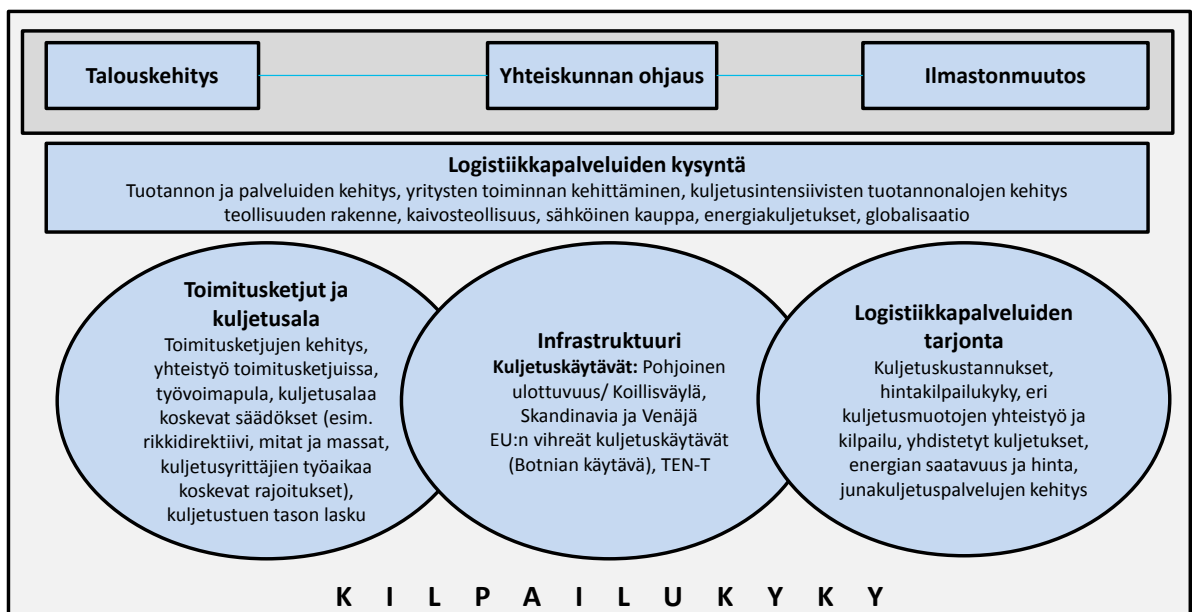 Talouskehitys
Yhteiskunnan ohjaus
Ilmastonmuutos
Logistiikkapalveluiden kysyntä
Tuotannon ja palveluiden kehitys, yritysten toiminnan kehittäminen, kuljetusintensiivisten tuotannonalojen kehitys
teollisuuden rakenne, kaivosteollisuus, sähköinen kauppa, energiakuljetukset, globalisaatio
Toimitusketjut ja
kuljetusala
Toimitusketjujen kehitys,
yhteistyö toimitusketjuissa,
työvoimapula, kuljetusalaa
koskevat säädökset (esim.
rikkidirektiivi, mitat ja massat,
kuljetusyrittäjien työaikaa
koskevat rajoitukset),
kuljetustuen tason lasku
Infrastruktuuri
Kuljetuskäytävät: Pohjoinen
ulottuvuus/ Koillisväylä,
Skandinavia ja Venäjä
EU:n vihreät kuljetuskäytävät
(Botnian käytävä), TEN-T
Logistiikkapalveluiden
tarjonta
Kuljetuskustannukset,
hintakilpailukyky, eri
kuljetusmuotojen yhteistyö ja
kilpailu, yhdistetyt kuljetukset,
energian saatavuus ja hinta,
junakuljetuspalvelujen kehitys
K I L P A I L U K Y K Y